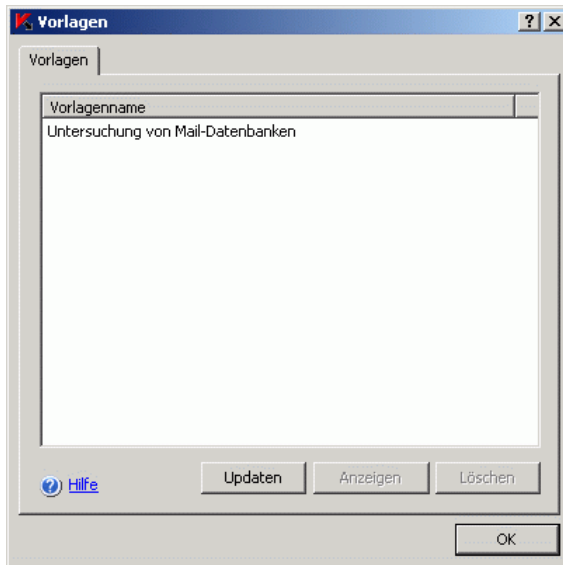 Vorlagen
Vorlagen
Vorlagenname
Untersuchung von Mail-Datenbanken
Hilfe
Updaten
Anzeigen
Löschen
OK